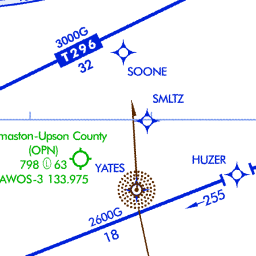 3000G
T296
32
SOONE
SMLTZ
maston-Upson County
(OPN)
798 Ⓛ 63
AWOS-3 133.975
YATES
HUZER
255
2600G
18